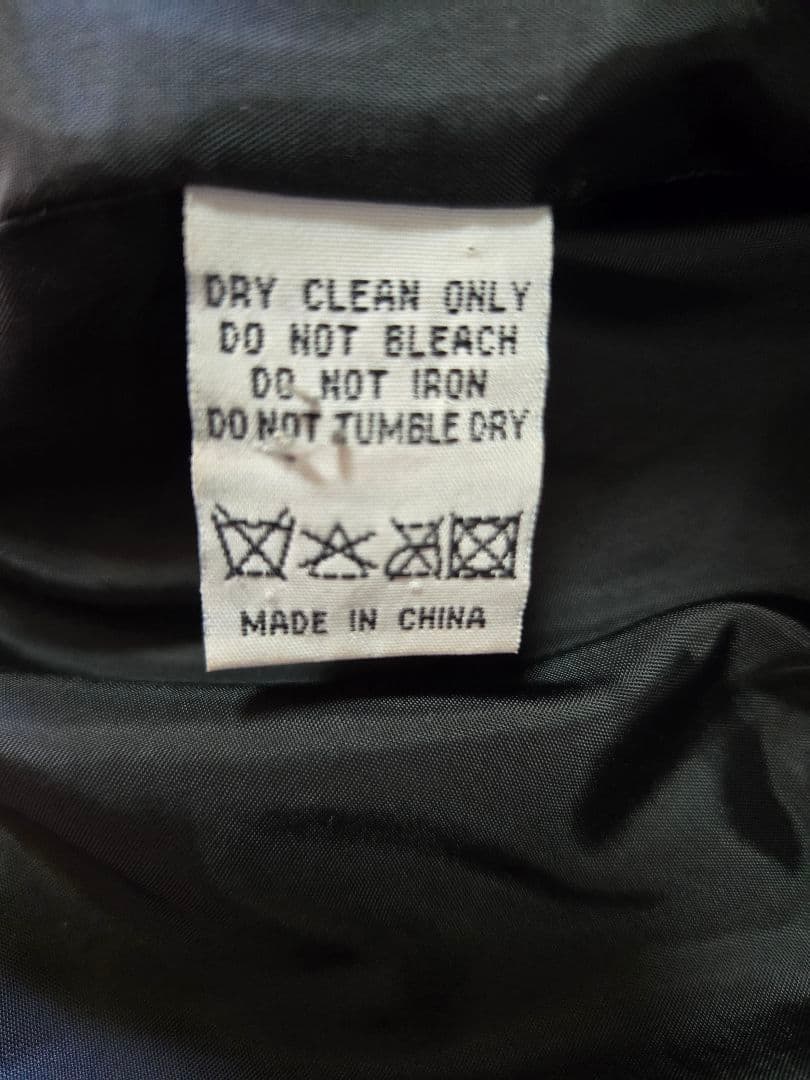 DRY CLEAN ONLY
DO NOT BLEACH
DO NOT IRON
DO NOT TUMBLE DRY
MADE IN CHINA